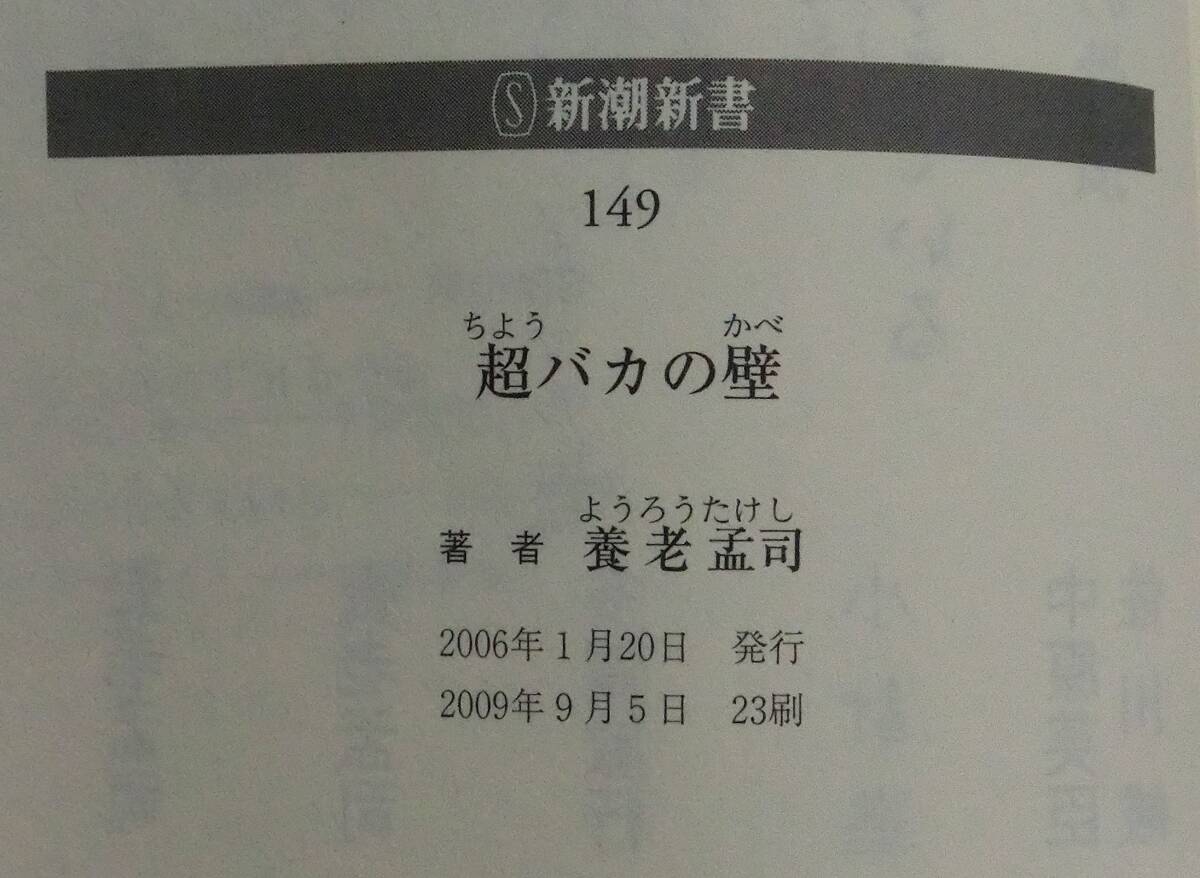 S 新潮新書
149
ちよう かべ
超バカの壁
ようろうたけし
著 者 養老孟司
2006年1月20日 発行
2009年9月5日 23刷